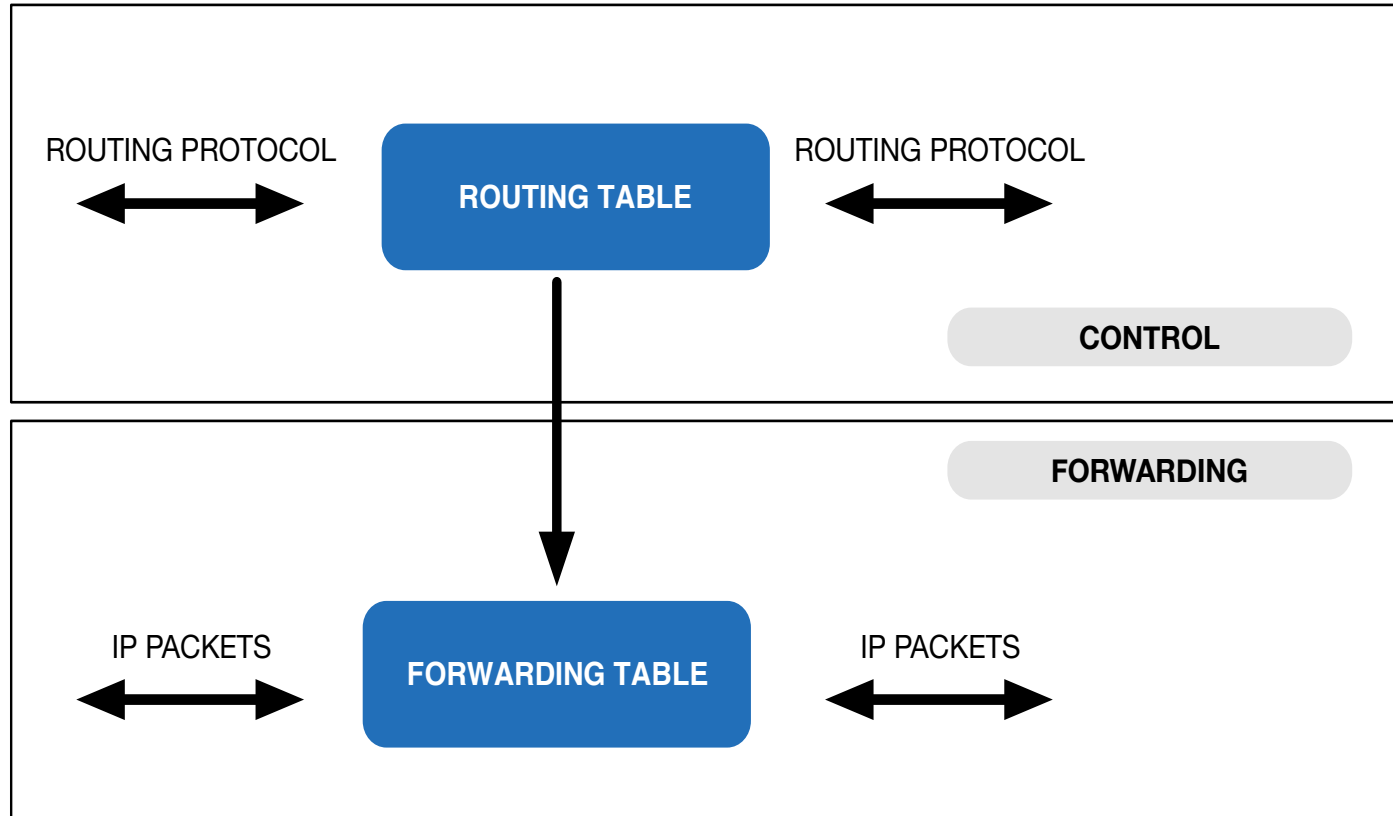 ROUTING PROTOCOL
ROUTING TABLE
ROUTING PROTOCOL
CONTROL
FORWARDING
IP PACKETS
FORWARDING TABLE
IP PACKETS